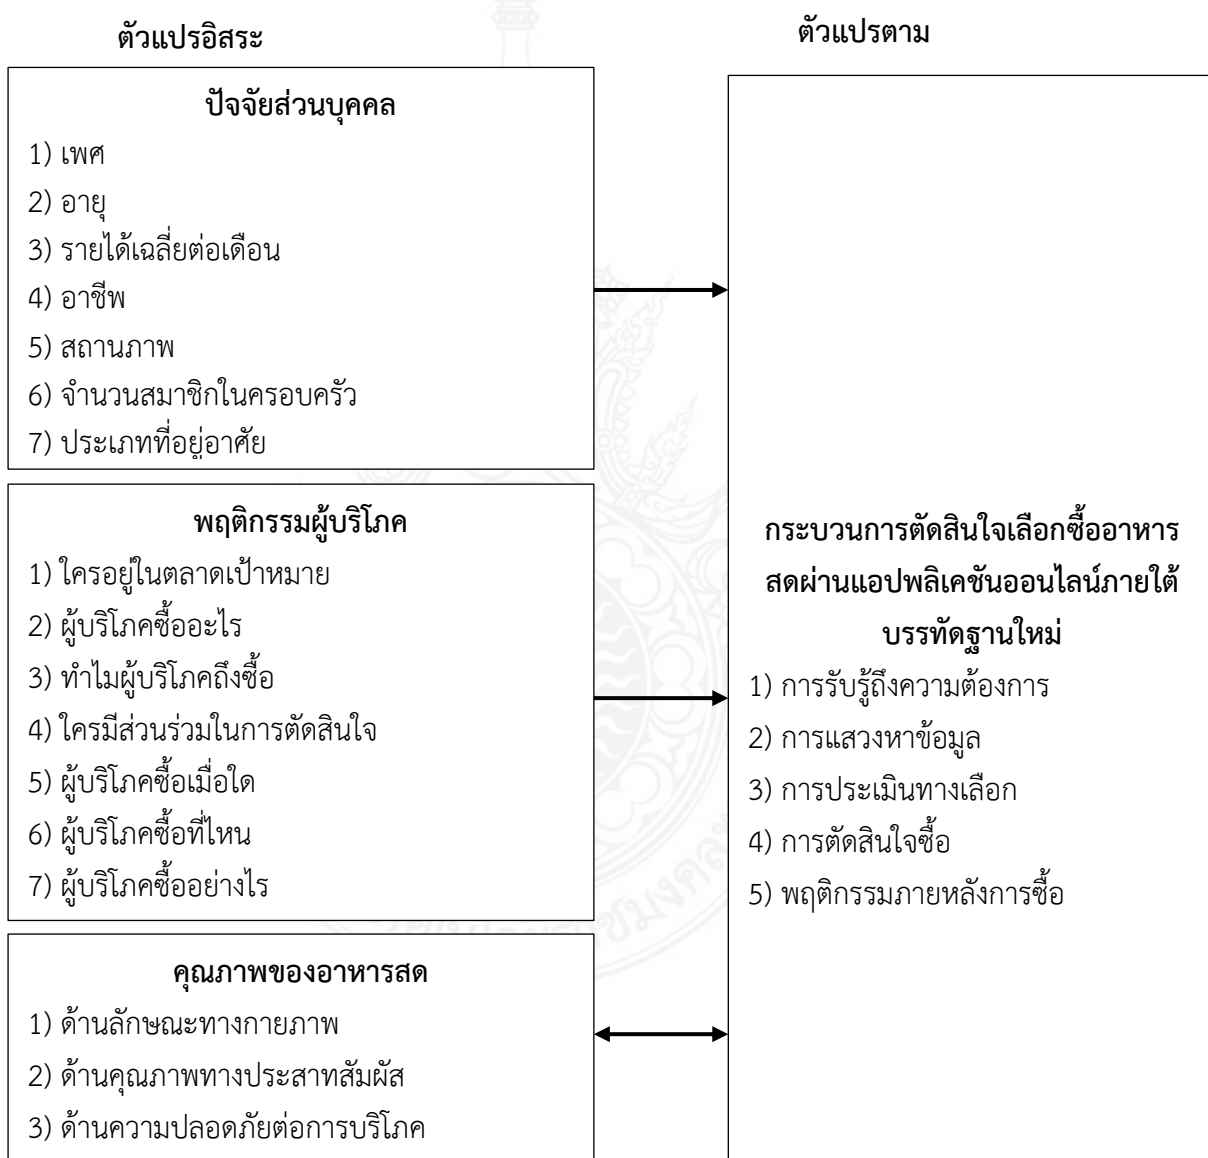 ตัวแปรอิสระ
ตัวแปรตาม
ปัจจัยส่วนบุคคล
1) เพศ
2) อายุ
3) รายได้เฉลี่ยต่อเดือน
4) อาชีพ
5) สถานภาพ
6) จำนวนสมาชิกในครอบครัว
7) ประเภทที่อยู่อาศัย
พฤติกรรมผู้บริโภค
1) ใครอยู่ในตลาดเป้าหมาย
2) ผู้บริโภคซื้ออะไร
3) ทำไมผู้บริโภคถึงซื้อ
4) ใครมีส่วนร่วมในการตัดสินใจ
5) ผู้บริโภคซื้อเมื่อใด
6) ผู้บริโภคซื้อที่ไหน
7) ผู้บริโภคซื้ออย่างไร
คุณภาพของอาหารสด
1) ด้านลักษณะทางกายภาพ
2) ด้านคุณภาพทางประสาทสัมผัส
3) ด้านความปลอดภัยต่อการบริโภค
กระบวนการตัดสินใจเลือกซื้ออาหาร
สดผ่านแอปพลิเคชันออนไลน์ภายใต้
บรรทัดฐานใหม่
1) การรับรู้ถึงความต้องการ
2) การแสวงหาข้อมูล
3) การประเมินทางเลือก
4) การตัดสินใจซื้อ
5) พฤติกรรมภายหลังการซื้อ